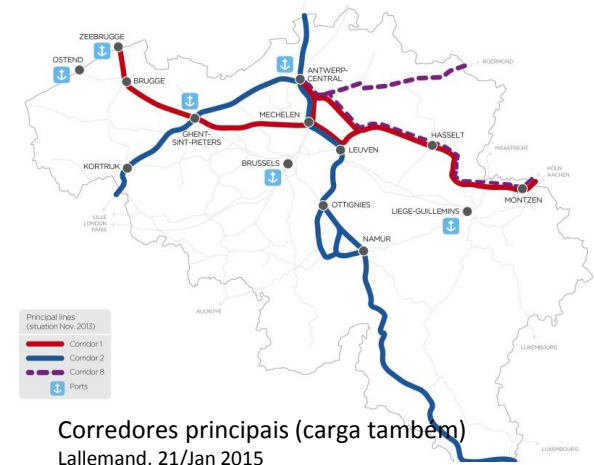 ZEEBRUGGE
OSTEND
BRUGGE
ANTWERP-
CENTRAL
ROERMOND
GHENT-
SINT-PIETERS
MECHELEN
HASSELT
MAASTRICHT
KÖLN
AACHEN
KORTRIJK
BRUSSELS
LEUVEN
MONTZEN
LILLE
LONDON
PARIS
OTTIGNIES
LIEGE-GUILLEMINS
NAMUR
AULNOYE
LUXEMBOURG
Principal lines
(situation Nov. 2013)
Corridor 1
Corridor 2
Corridor 8
Ports
LUXEMBOURG
Corredores principais (carga também)
Lallemand, 21/Jan 2015